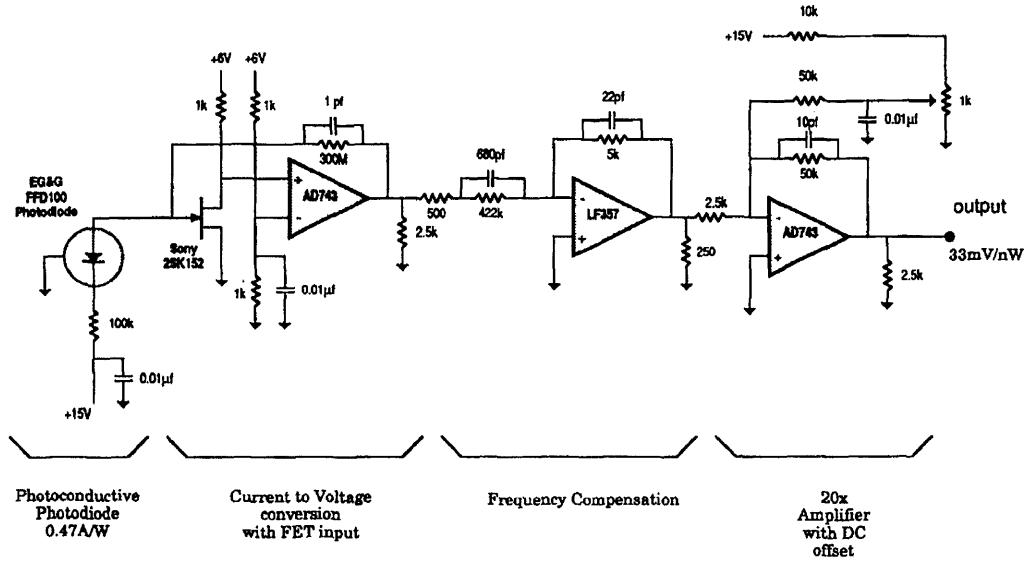 10k
+15V
+6V +6V
50k
1k 1k
1 pf
22pf
1k
0.01µf
10pf
300M
5k
50k
680pf
EG&G
FFD100
Photodiode
+
AD743
-
500
422k
2.5k
-
LF357
+
2.5k
250
-
AD743
+
output
33mV/nW
2.5k
Sony
2SK152
1k
0.01µf
100k
0.01µf
+15V
Photoconductive
Photodiode
0.47A/W
Current to Voltage
conversion
with FET input
Frequency Compensation
20x
Amplifier
with DC
offset